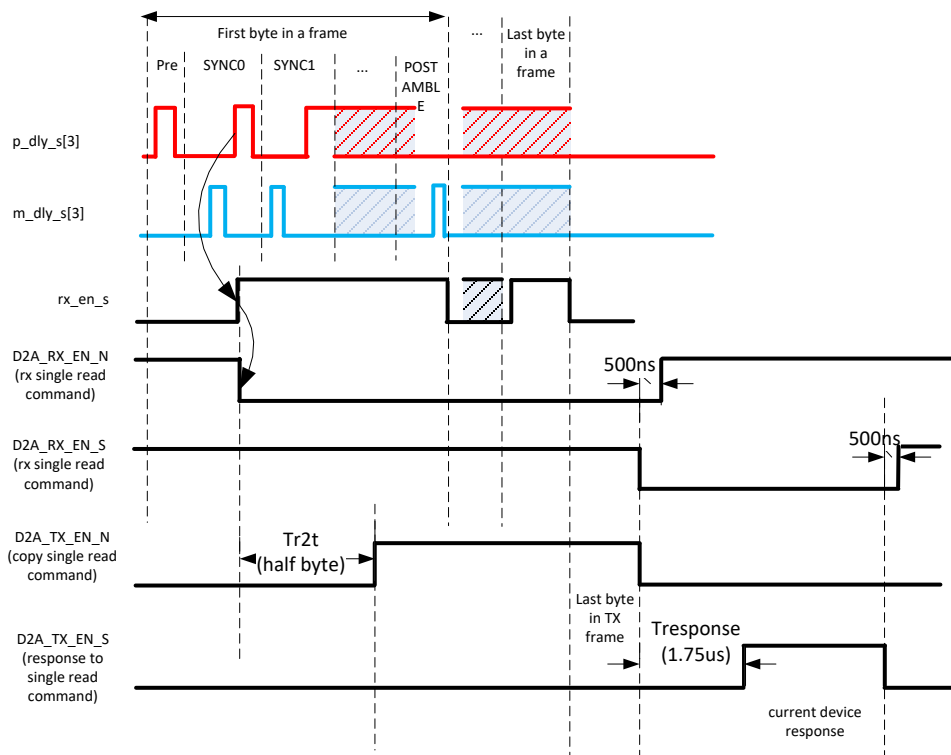 First byte in a frame
...
Last byte
in a
frame
Pre
SYNC0
SYNC1
...
POST
AMBL
E
p_dly_s[3]
m_dly_s[3]
rx_en_s
D2A_RX_EN_N
(rx single read
command)
500ns
D2A_RX_EN_S
(rx single read
command)
500ns
D2A_TX_EN_N
(copy single read
command)
Tr2t
(half byte)
Last byte
in TX
frame
D2A_TX_EN_S
(response to
single read
command)
Tresponse
(1.75us)
current device
response